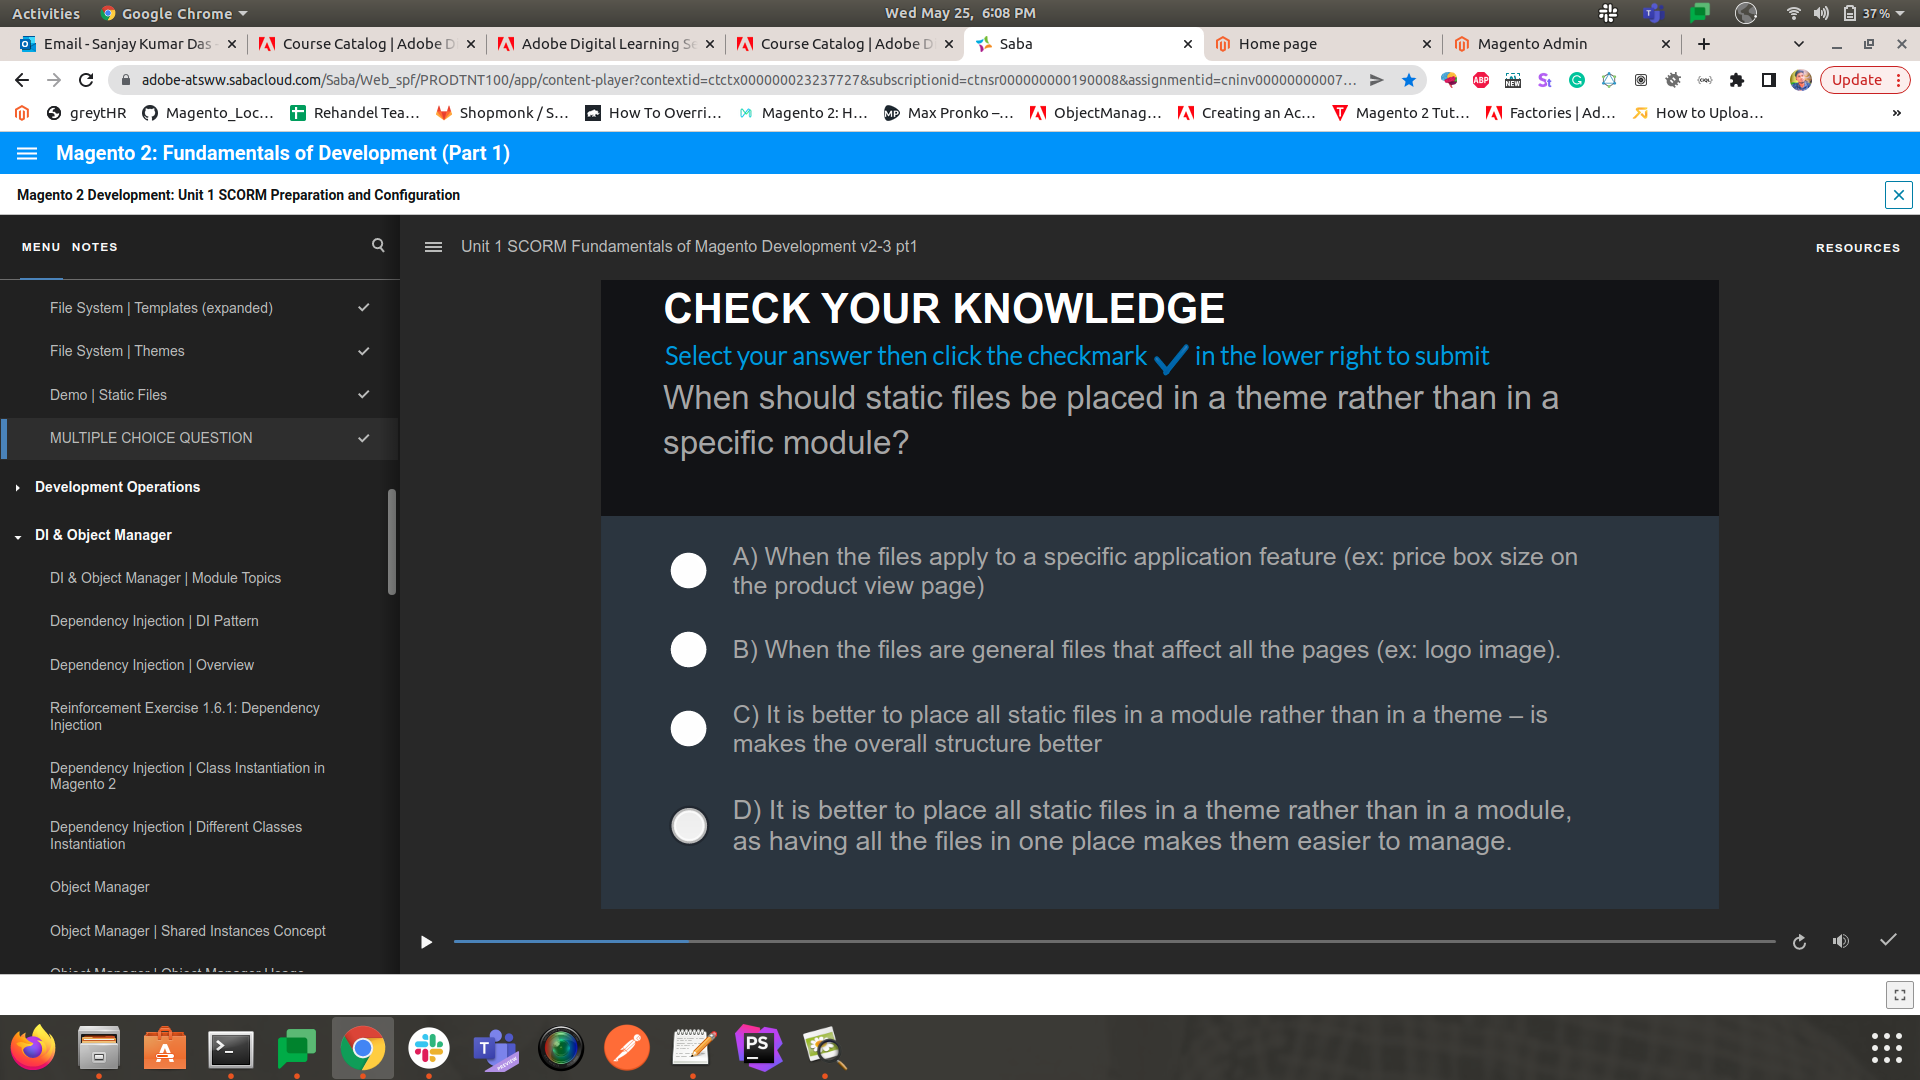 Activities
Google Chrome
Wed May 25, 6:08 PM
37%
Email - Sanjay Kumar Das
Course Catalog | Adobe D
Adobe Digital Learning Se
Course Catalog | Adobe D
Saba
Home page
Magento Admin
adobe-atsww.sabacloud.com/Saba/Web_spf/PRODTNT100/app/content-player?contextid=ctctx000000023237727&subscriptionid=ctnsr000000000190008&assignmentid=cninv00000000007...
ABP
NEW
Update
greytHR
Magento_Loc...
Rehandel Tea...
Shopmonk / S...
How To Overri...
Magento 2: H...
Max Pronko –...
ObjectManag...
Creating an Ac...
Magento 2 Tut...
Factories | Ad...
How to Uploa...
»
Magento 2: Fundamentals of Development (Part 1)
Magento 2 Development: Unit 1 SCORM Preparation and Configuration
MENU
NOTES
Unit 1 SCORM Fundamentals of Magento Development v2-3 pt1
RESOURCES
File System | Templates (expanded)
File System | Themes
Demo | Static Files
MULTIPLE CHOICE QUESTION
Development Operations
DI & Object Manager
DI & Object Manager | Module Topics
Dependency Injection | DI Pattern
Dependency Injection | Overview
Reinforcement Exercise 1.6.1: Dependency
Injection
Dependency Injection | Class Instantiation in
Magento 2
Dependency Injection | Different Classes
Instantiation
Object Manager
Object Manager | Shared Instances Concept
Object Manager | Object Manager Usage
CHECK YOUR KNOWLEDGE
Select your answer then click the checkmark in the lower right to submit
When should static files be placed in a theme rather than in a
specific module?
A) When the files apply to a specific application feature (ex: price box size on
the product view page)
B) When the files are general files that affect all the pages (ex: logo image).
C) It is better to place all static files in a module rather than in a theme – is
makes the overall structure better
D) It is better to place all static files in a theme rather than in a module,
as having all the files in one place makes them easier to manage.
PS